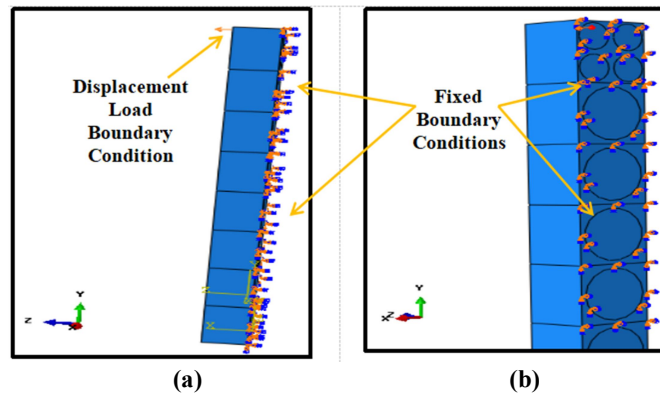 Displacement
Load
Boundary
Condition
Fixed
Boundary
Conditions
Y
Z
X
X
Y
Z
X
(a)
(b)